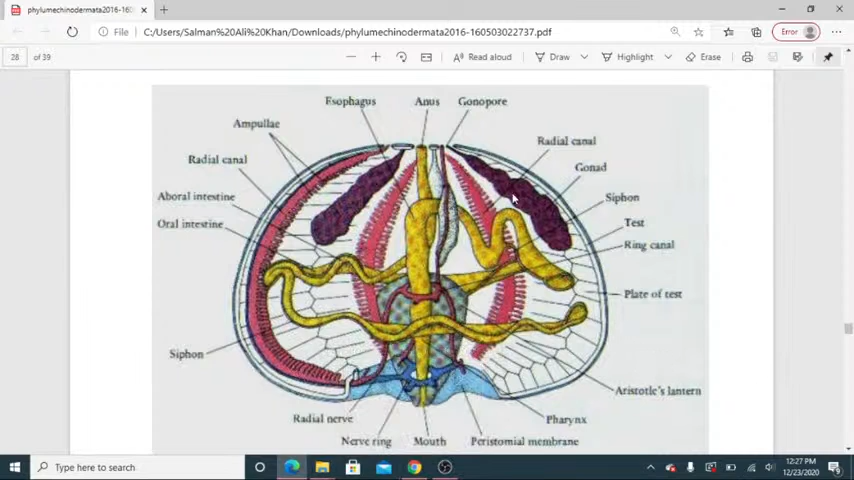 phylumechinodermata2016-160
File
C:/Users/Salman%20Ali%20Khan/Downloads/phylumechinodermata2016-160503022737.pdf
Error
28 of 39
Read aloud
Draw
Highlight
Erase
Esophagus Anus Gonopore
Ampullae
Radial canal
Radial canal
Gonad
Aboral intestine
Siphon
Oral intestine
Test
Ring canal
Plate of test
Siphon
Aristotle's lantern
Radial nerve
Pharynx
Nerve ring Mouth Peristomial membrane
Type here to search
12:27 PM
12/23/2020